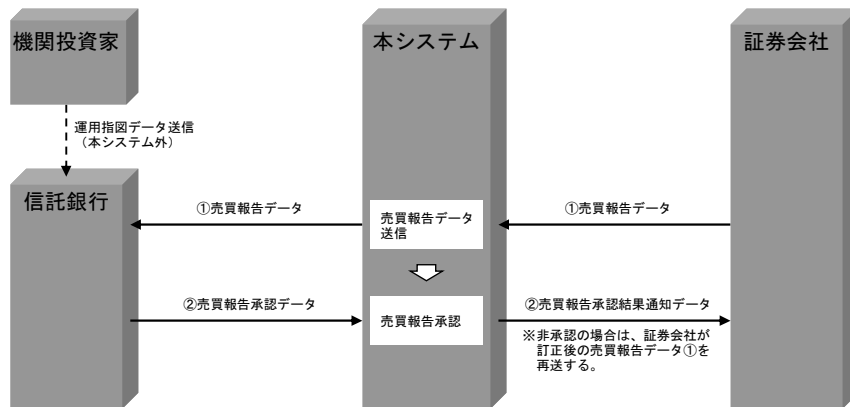 機関投資家
本システム
証券会社
運用指図データ送信
（本システム外）
信託銀行
①売買報告データ
売買報告データ
送信
①売買報告データ
②売買報告承認データ
売買報告承認
②売買報告承認結果通知データ
※非承認の場合は、証券会社が
訂正後の売買報告データ①を
再送する。